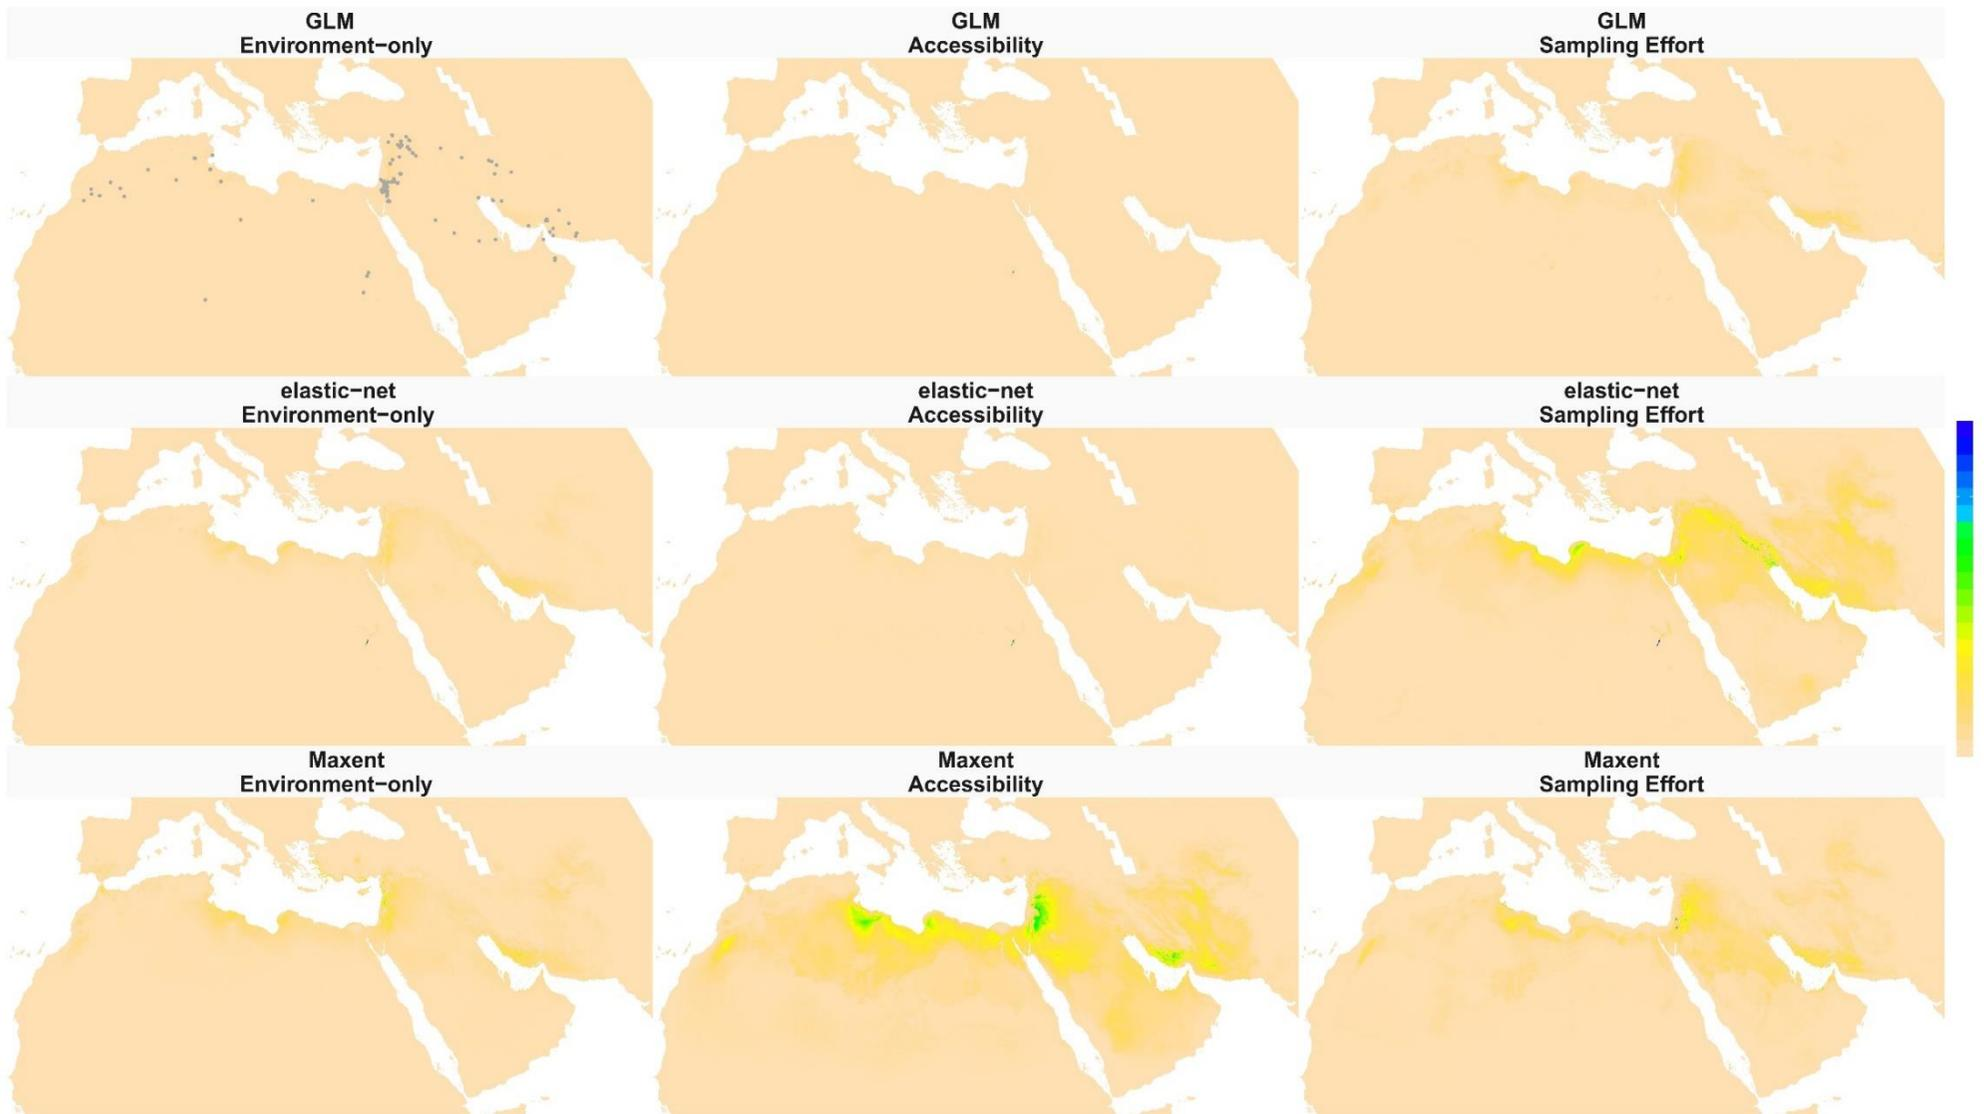 GLM
Environment−only
GLM
Accessibility
GLM
Sampling Effort
elastic−net
Environment−only
elastic−net
Accessibility
elastic−net
Sampling Effort
Maxent
Environment−only
Maxent
Accessibility
Maxent
Sampling Effort